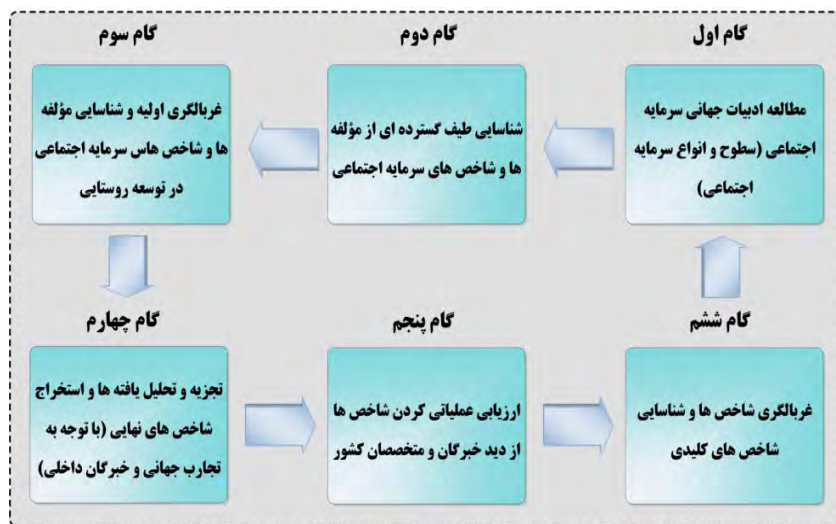 گام اول
مطالعه ادبیات جهانی سرمایه
اجتماعی (سطوح و انواع سرمایه
اجتماعی)
گام دوم
شناسایی طیف گسترده ای از مؤلفه
ها و شاخص های سرمایه اجتماعی
گام سوم
غربالگری اولیه و شناسایی مؤلفه
ها و شاخص هاس سرمایه اجتماعی
در توسعه روستایی
گام چهارم
تجزیه و تحلیل یافته ها و استخراج
شاخص های نهایی (با توجه به
تجارب جهانی و خبرگان داخلی)
گام پنجم
ارزیابی عملیاتی کردن شاخص ها
از دید خبرگان و متخصصان کشور
گام ششم
غربالگری شاخص ها و شناسایی
شاخص های کلیدی